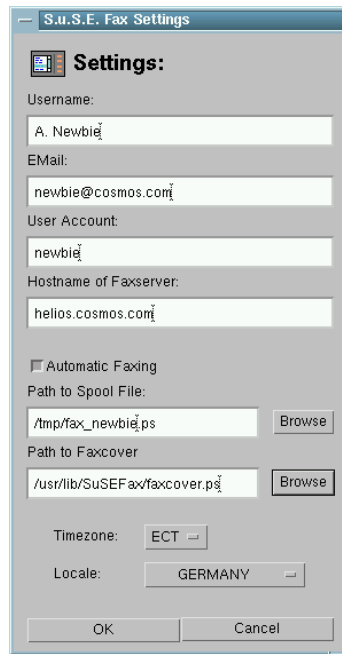 S.u.S.E. Fax Settings
Settings:
Username:
A. Newbie
EMail:
newbie@cosmos.com
User Account:
newbie
Hostname of Faxserver:
helios.cosmos.com
Automatic Faxing
Path to Spool File:
/tmp/fax_newbie.ps Browse
Path to Faxcover
/usr/lib/SuSEFax/faxcover.ps Browse
Timezone: ECT
Locale: GERMANY
OK Cancel